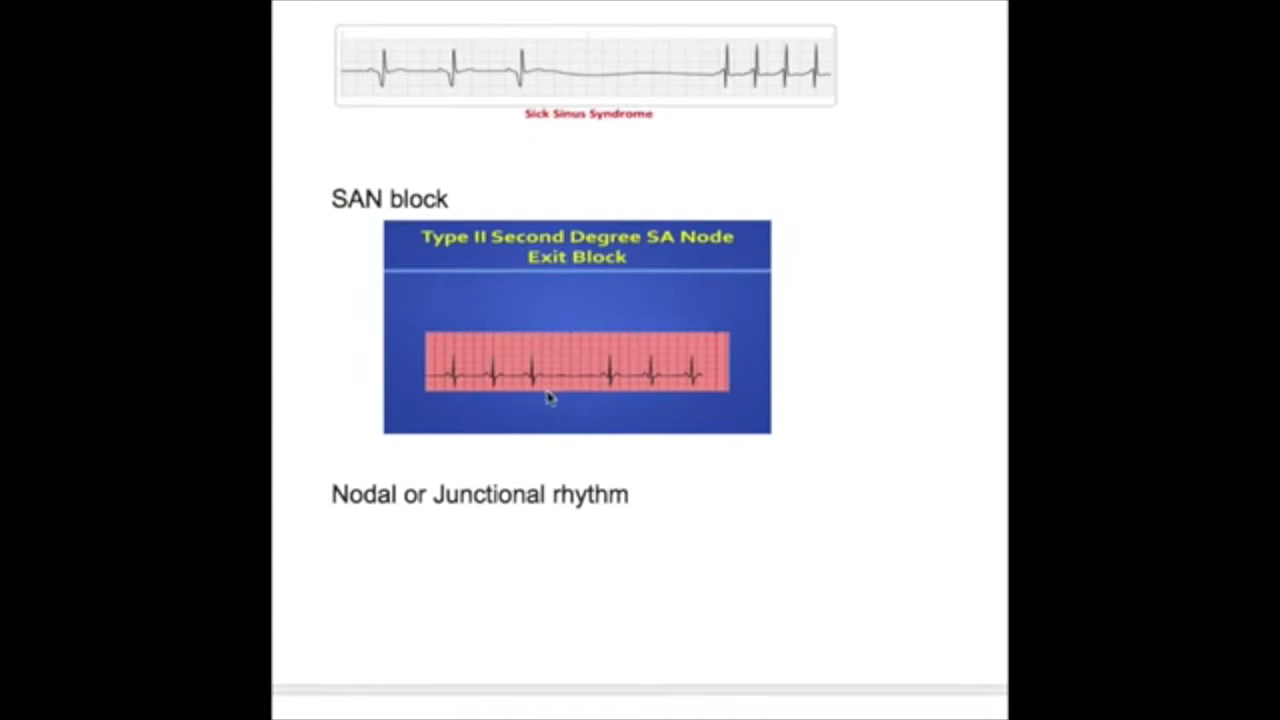 Sick Sinus Syndrome
SAN block
Type II Second Degree SA Node
Exit Block
Nodal or Junctional rhythm